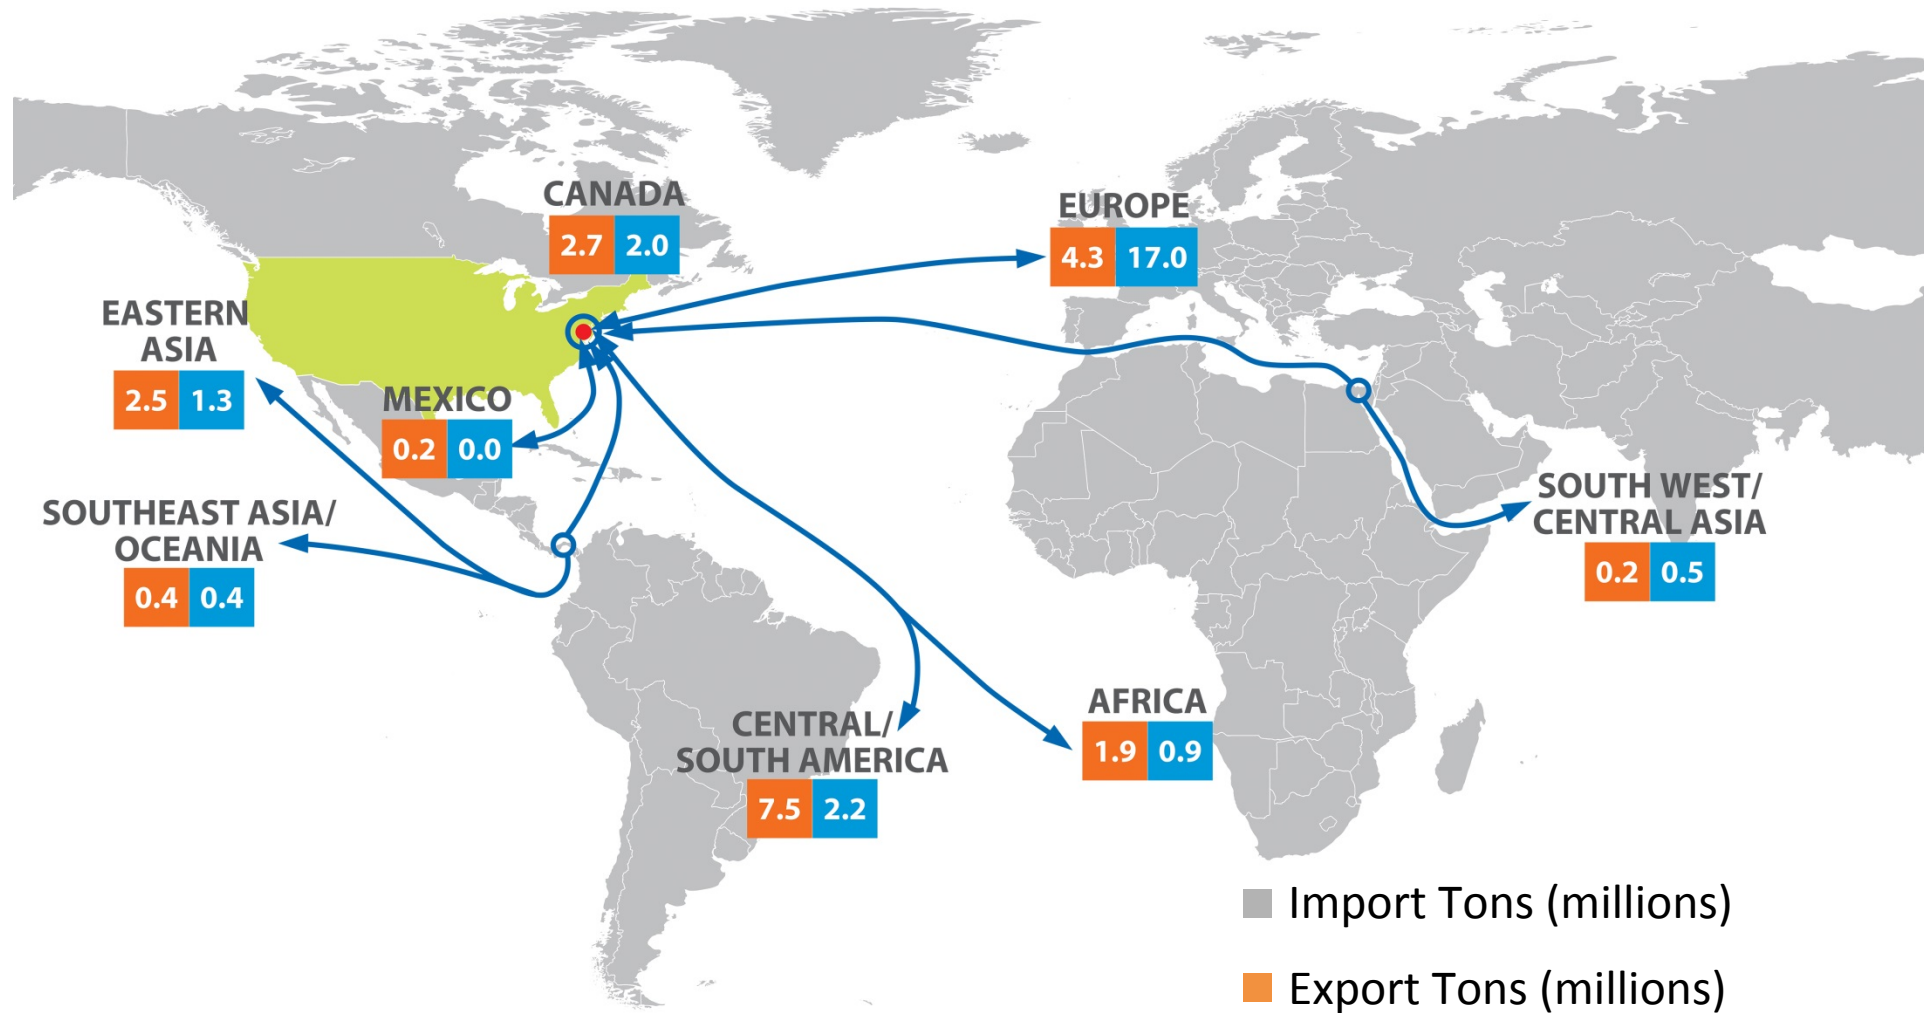 CANADA
2.7 2.0
EUROPE
4.3 17.0
EASTERN
ASIA
2.5 1.3
MEXICO
0.2 0.0
SOUTHEAST ASIA/
OCEANIA
0.4 0.4
SOUTH WEST/
CENTRAL ASIA
0.2 0.5
CENTRAL/
SOUTH AMERICA
7.5 2.2
AFRICA
1.9 0.9
Import Tons (millions)
Export Tons (millions)